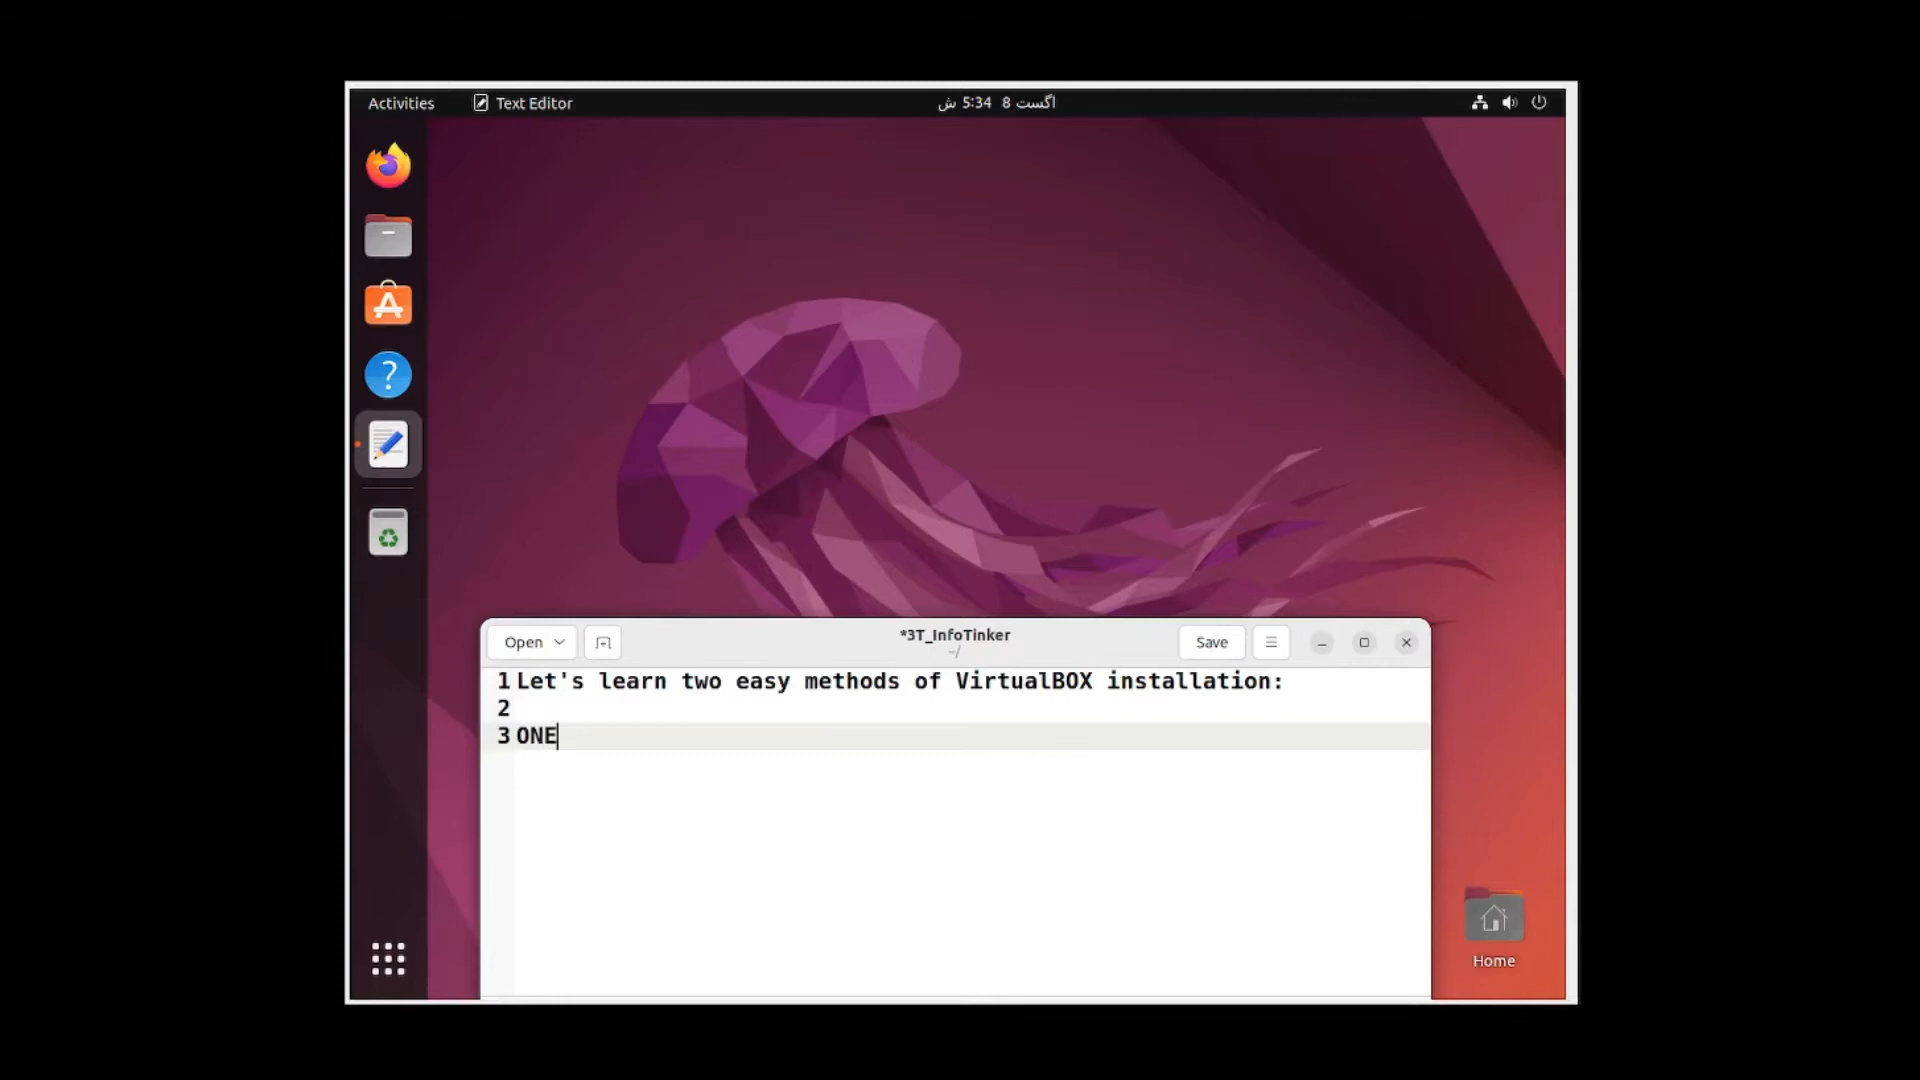 Activities
Text Editor
اگست 8 5:34 ش
Open
*3T_InfoTinker
~/
Save
1 Let's learn two easy methods of VirtualBOX installation:
2
3 ONE
Home